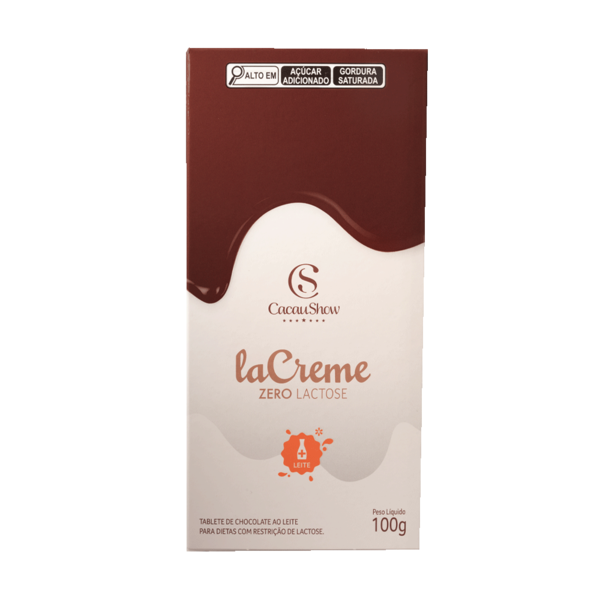 ALTO EM
AÇÚCAR
ADICIONADO
GORDURA
SATURADA
CS
CacauShow
laCreme
ZERO LACTOSE
+ LEITE
TABLETE DE CHOCOLATE AO LEITE
PARA DIETAS COM RESTRIÇÃO DE LACTOSE.
Peso Líquido
100g